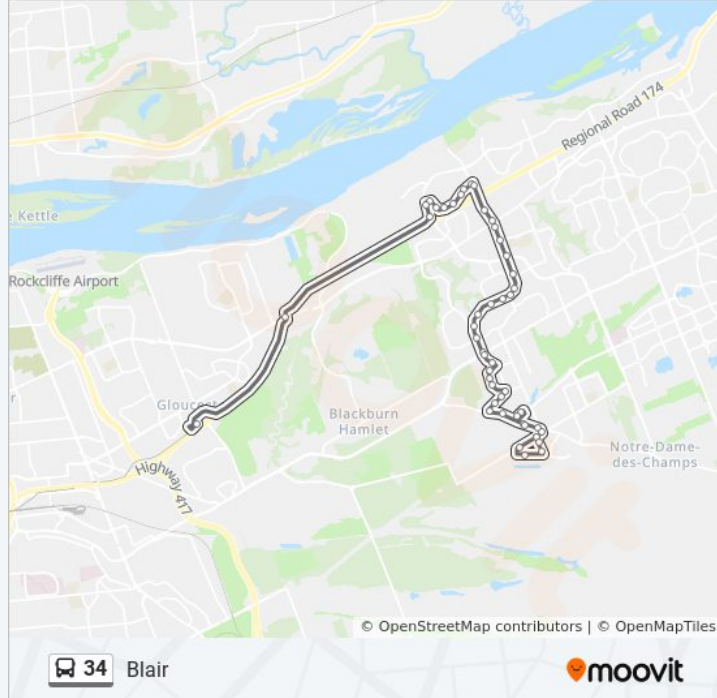 Regional Road 174
e Kettle
Rockcliffe Airport
Glouces
Blackburn
Hamlet
Notre-Dame-
des-Champs
Highway 417
r
© OpenStreetMap contributors | © OpenMapTiles
34 Blair
moovit